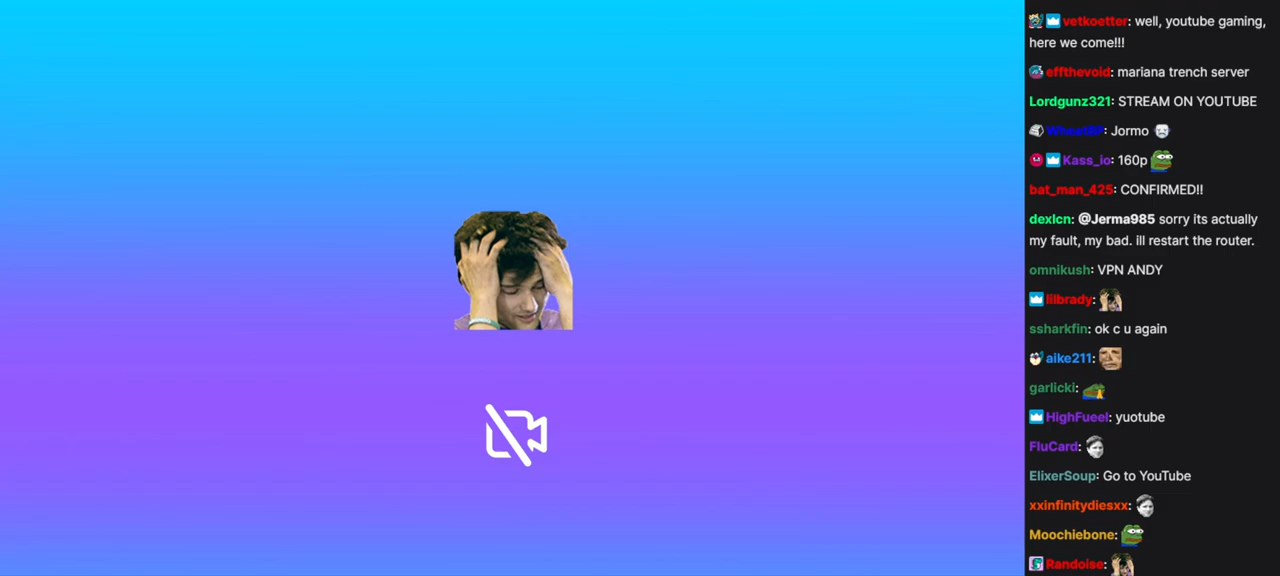 vetkoetter: well, youtube gaming,
here we come!!!
effthevoid: mariana trench server
Lordgunz321: STREAM ON YOUTUBE
WheatBP: Jormo
Kass_io: 160p
bat_man_425: CONFIRMED!!
dexlcn: @Jerma985 sorry its actually
my fault, my bad. ill restart the router.
omnikush: VPN ANDY
lilbrady:
ssharkfin: ok c u again
aike211:
garlicki:
HighFueel: yuotube
FluCard:
ElixerSoup: Go to YouTube
xxinfinitydiesxx:
Moochiebone:
Randoise: